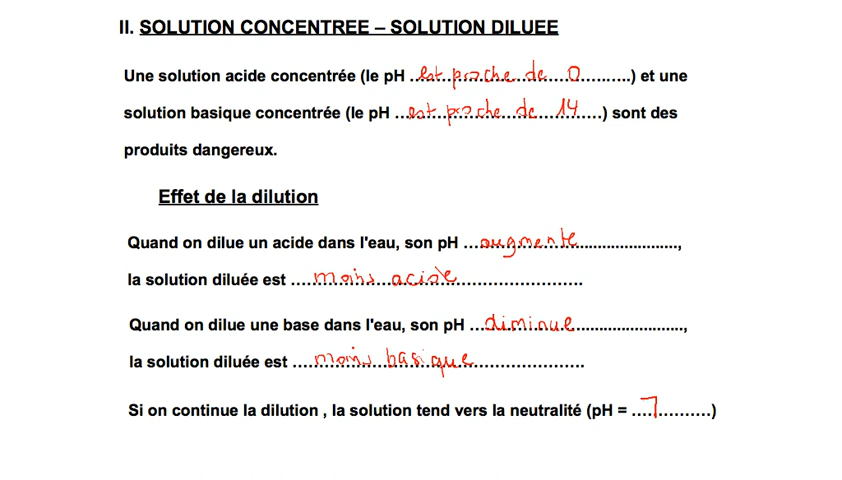 II. SOLUTION CONCENTREE – SOLUTION DILUEE
Une solution acide concentrée (le pH ...est proche de 0...) et une
solution basique concentrée (le pH ...est proche de 14...) sont des
produits dangereux.
Effet de la dilution
Quand on dilue un acide dans l'eau, son pH ...augmente...,
la solution diluée est ...moins acide....
Quand on dilue une base dans l'eau, son pH ...diminue...,
la solution diluée est ...moins basique....
Si on continue la dilution , la solution tend vers la neutralité (pH = ...7...)